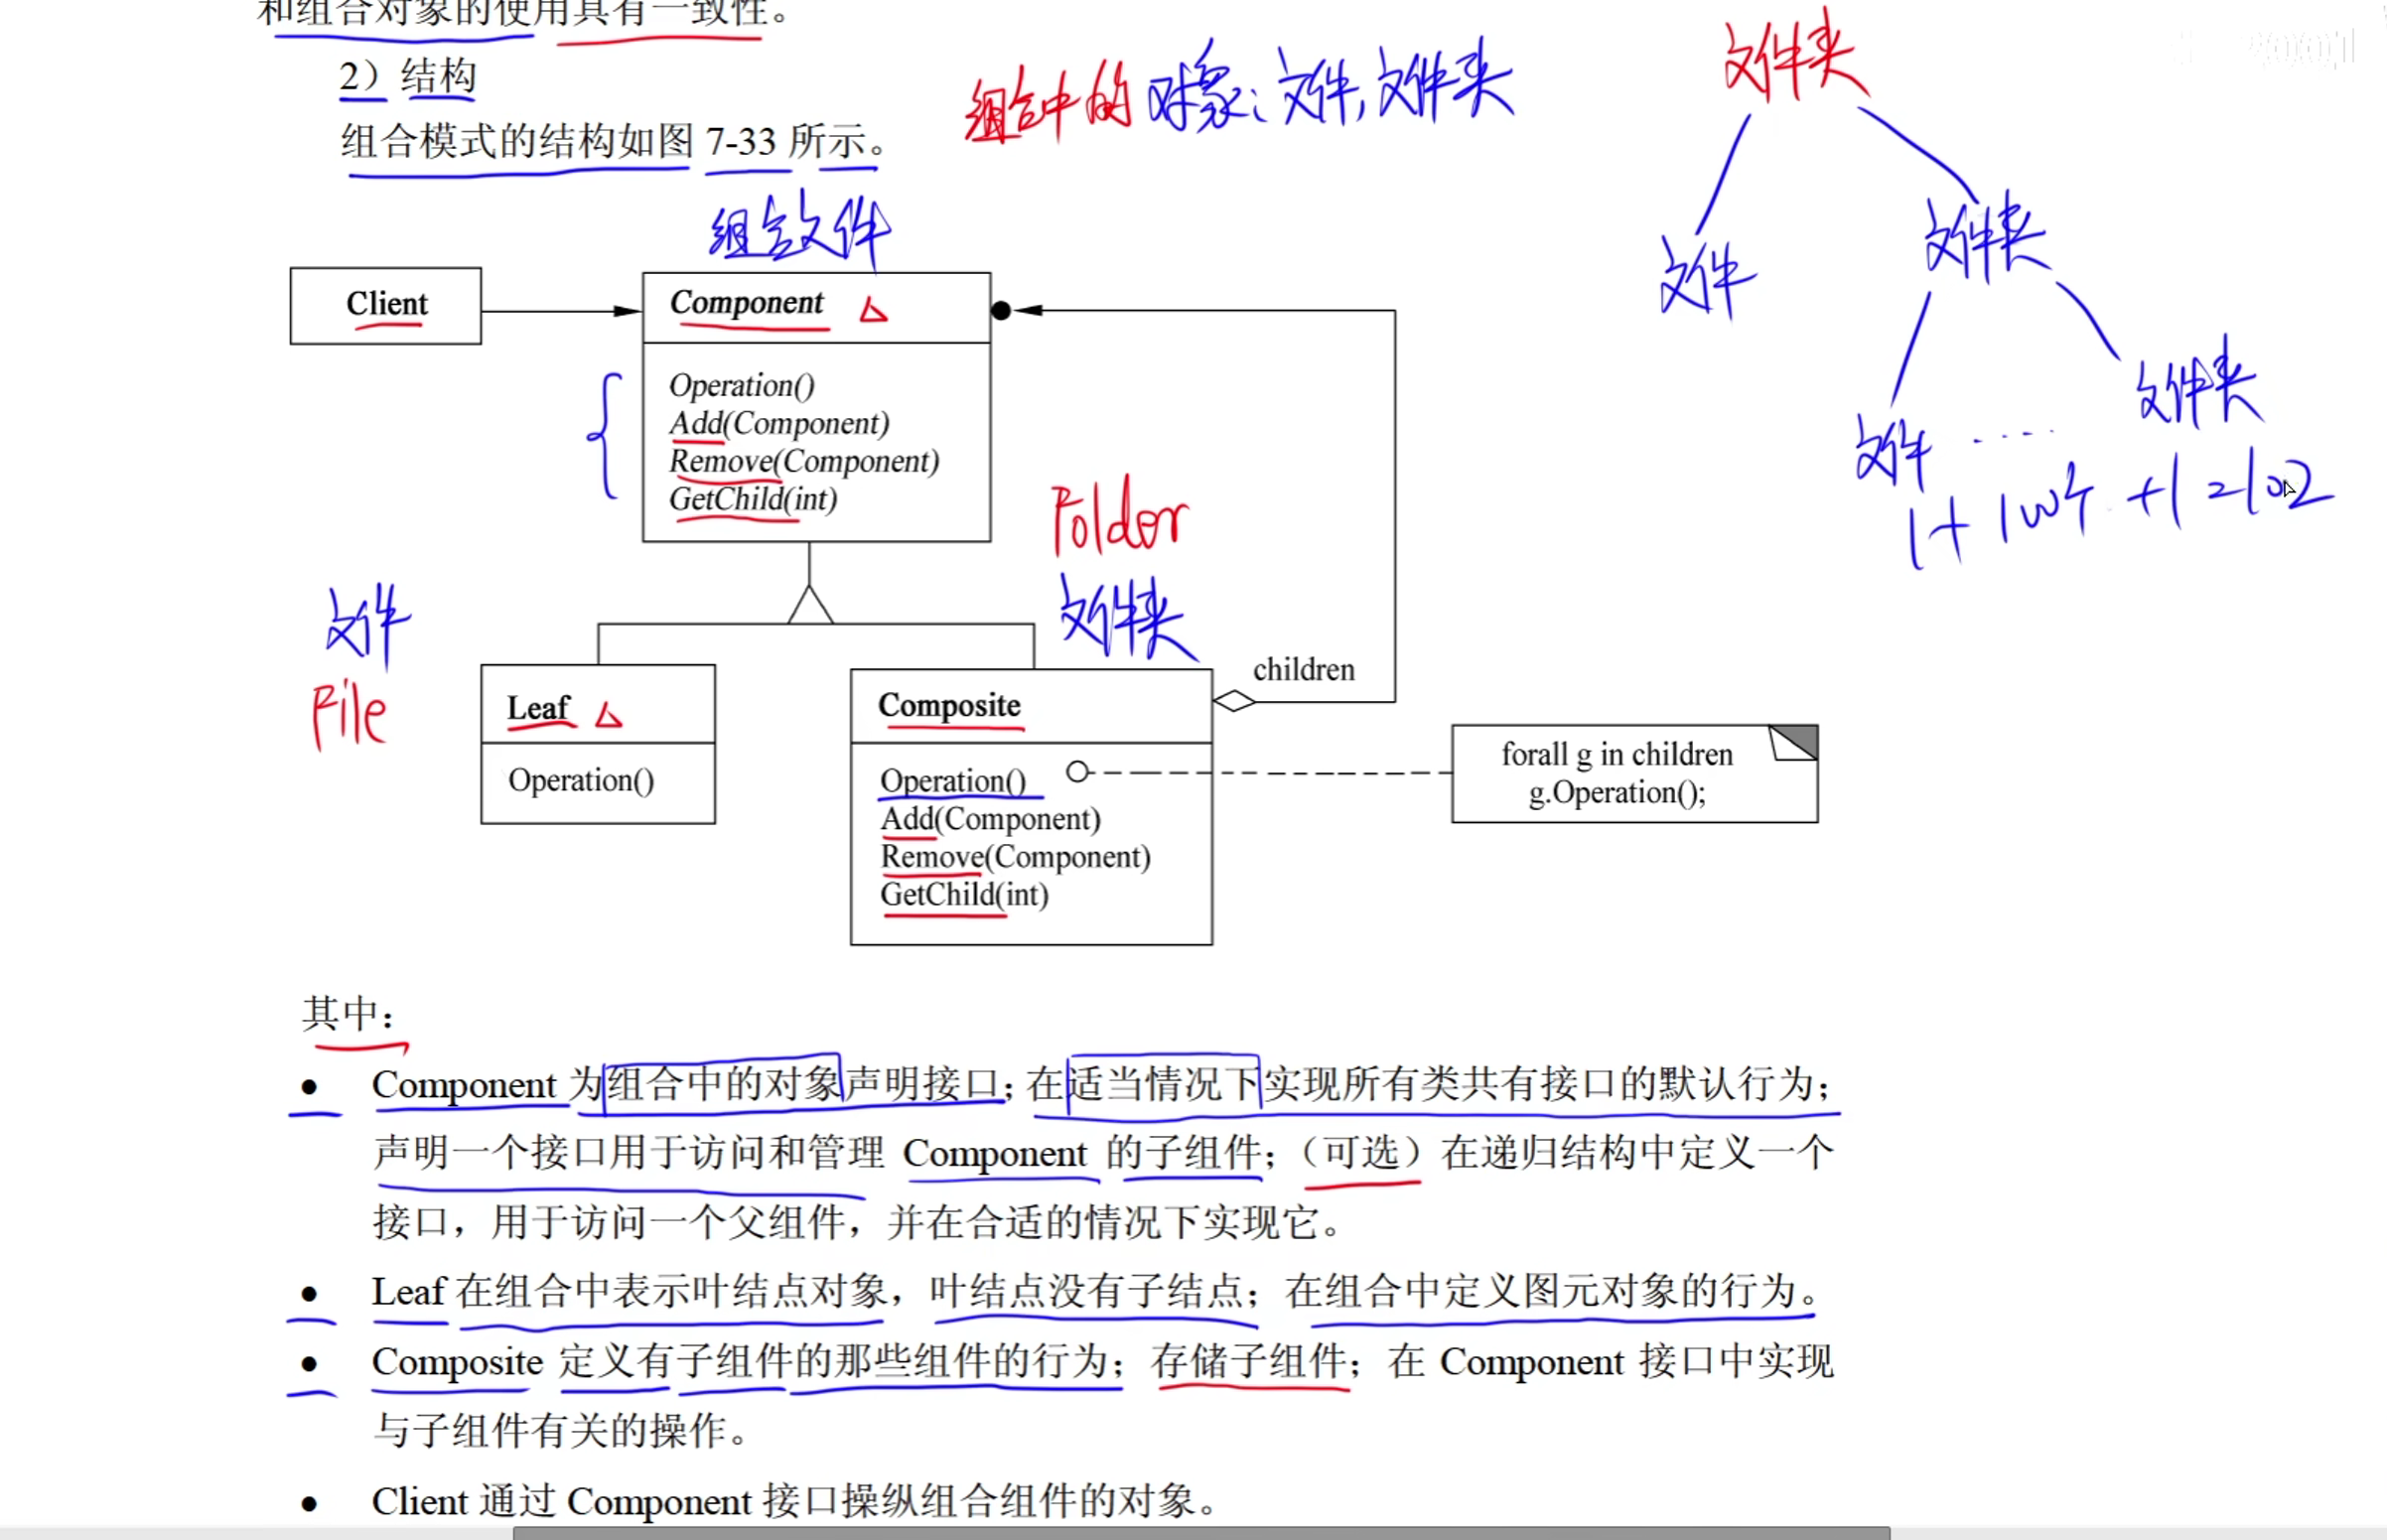 和组合对象的使用具有一致性。
2）结构
组合中的对象：文件，文件夹
组合模式的结构如图 7-33 所示。
文件夹
文件
文件夹
文件
....
文件夹
1+100个+1=102
组合文件
Client
Component
Operation()
Add(Component)
Remove(Component)
GetChild(int)
Folder
文件夹
文件
File
children
Leaf
Operation()
Composite
Operation()
Add(Component)
Remove(Component)
GetChild(int)
forall g in children
g.Operation();
其中：
● Component 为组合中的对象声明接口；在适当情况下实现所有类共有接口的默认行为；
声明一个接口用于访问和管理 Component 的子组件；（可选）在递归结构中定义一个
接口，用于访问一个父组件，并在合适的情况下实现它。
● Leaf 在组合中表示叶结点对象，叶结点没有子结点；在组合中定义图元对象的行为。
● Composite 定义有子组件的那些组件的行为；存储子组件；在 Component 接口中实现
与子组件有关的操作。
● Client 通过 Component 接口操纵组合组件的对象。